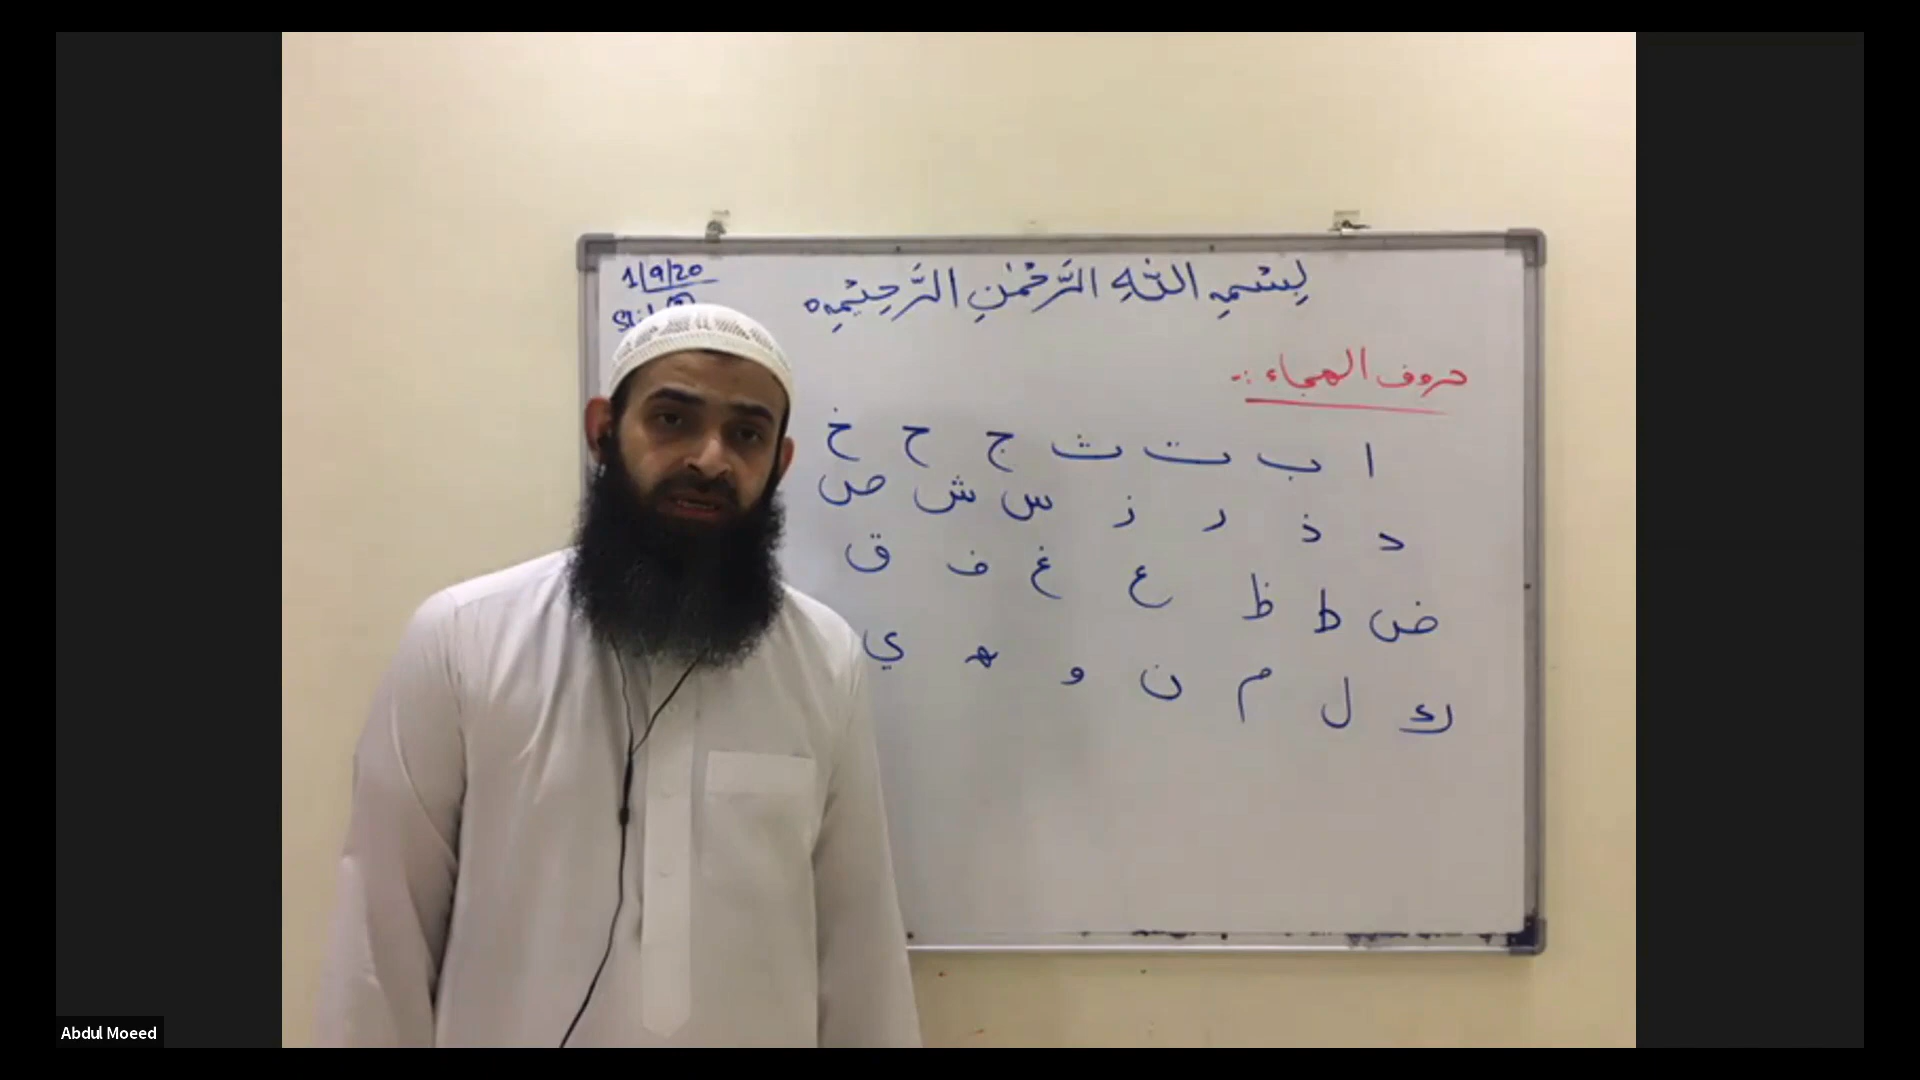 1/9/20
بِسْمِ اللّٰهِ الرَّحْمٰنِ الرَّحِيْمِ ه
حروف الهجاء :-
ا ب ت ث ج ح خ
د ذ ر ز س ش ص
ض ط ظ ع غ ف ق
ك ل م ن و ه ي
Abdul Moeed